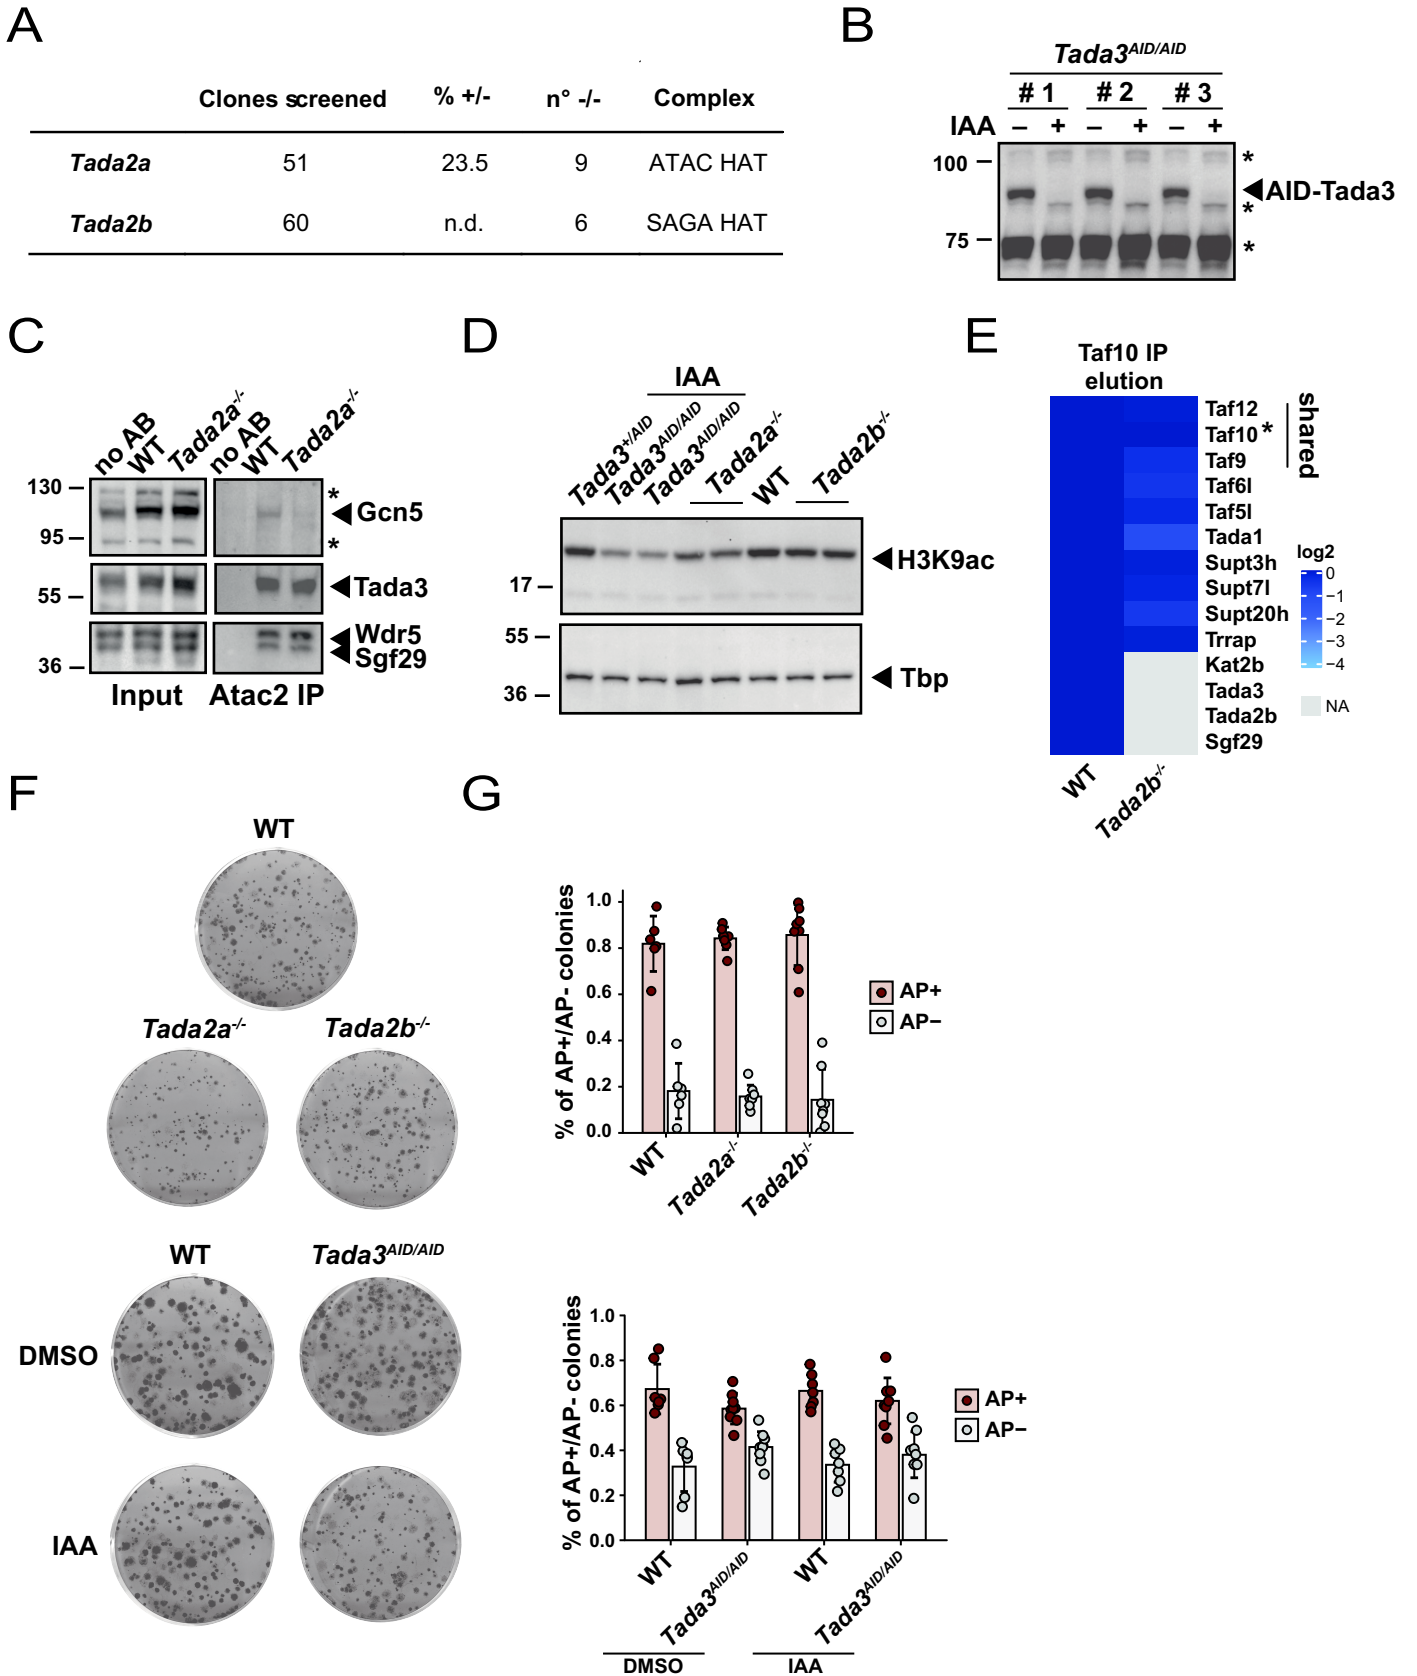 A
Clones screened % +/- n° -/- Complex
Tada2a 51 23.5 9 ATAC HAT
Tada2b 60 n.d. 6 SAGA HAT
B
Tada3AID/AID
# 1 # 2 # 3
IAA – + – + – +
100
*
AID-Tada3
*
75
*
C
no AB WT Tada2a-/- no AB WT Tada2a-/-
130
*
Gcn5
95
*
Tada3
55
Wdr5
Sgf29
36
Input Atac2 IP
D
IAA
Tada3+/AID Tada3AID/AID Tada3AID/AID Tada2a-/- WT Tada2b-/-
H3K9ac
17
55
Tbp
36
E
Taf10 IP
elution
Taf12
Taf10 *
Taf9
shared
Taf6l
Taf5l
Tada1
Supt3h
Supt7l
Supt20h
Trrap
Kat2b
Tada3
Tada2b
Sgf29
log2
0
−1
−2
−3
−4
NA
WT Tada2b-/-
F
WT
Tada2a-/- Tada2b-/-
WT Tada3AID/AID
DMSO
IAA
G
% of AP+/AP- colonies
1.0
0.8
0.6
0.4
0.2
0.0
WT Tada2a-/- Tada2b-/-
AP+
AP−
% of AP+/AP- colonies
1.0
0.8
0.6
0.4
0.2
0.0
WT Tada3AID/AID WT Tada3AID/AID
DMSO IAA
AP+
AP−